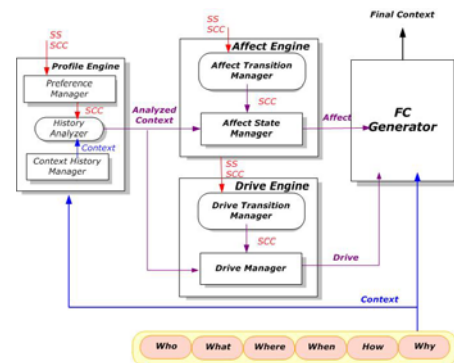 Final Context
SS
SCC
Profile Engine
Preference
Manager
SCC
History
Analyzer
Context
Context History
Manager
Analyzed
Context
SS
SCC
Affect Engine
Affect Transition
Manager
SCC
Affect State
Manager
Affect
FC
Generator
SS
SCC
Drive Engine
Drive Transition
Manager
SCC
Drive Manager
Drive
Context
Who What Where When How Why